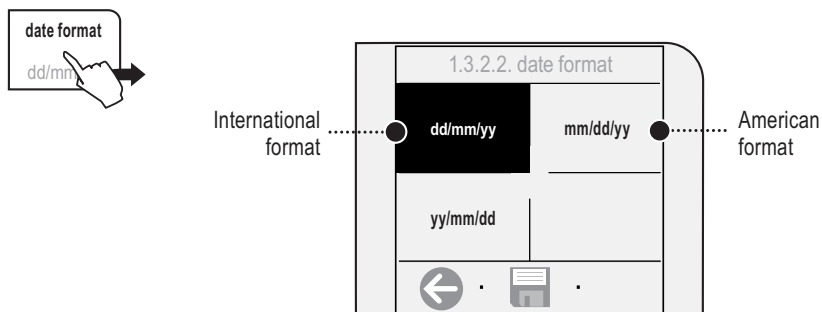 date format
dd/mm
1.3.2.2. date format
International
format
dd/mm/yy
mm/dd/yy
American
format
yy/mm/dd